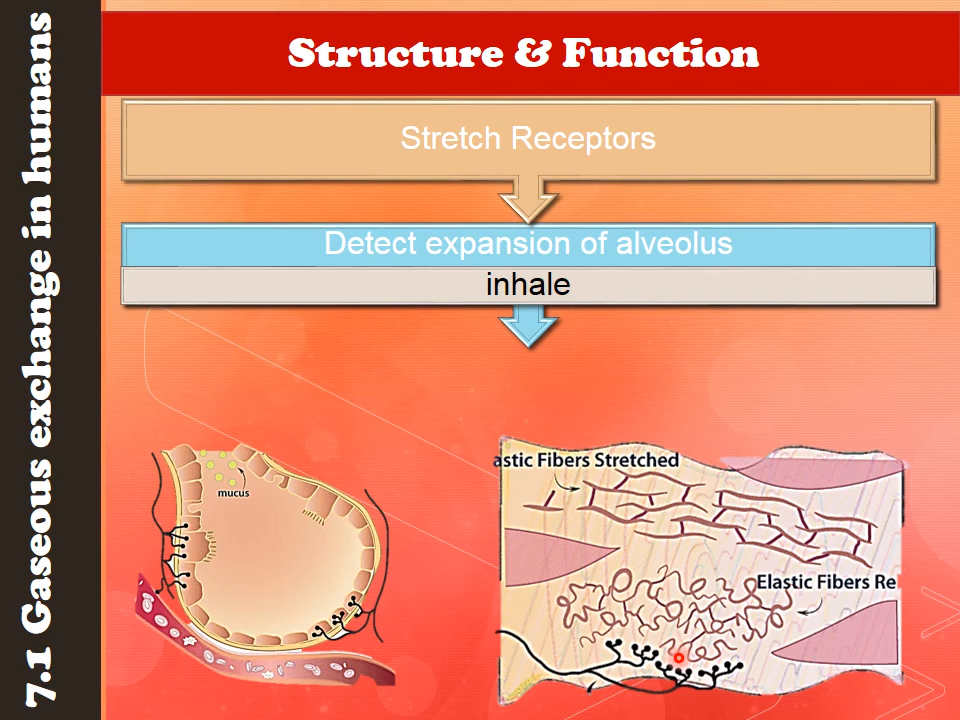 7.1 Gaseous exchange in humans
Structure & Function
Stretch Receptors
Detect expansion of alveolus
inhale
mucus
astic Fibers Stretched
Elastic Fibers Re